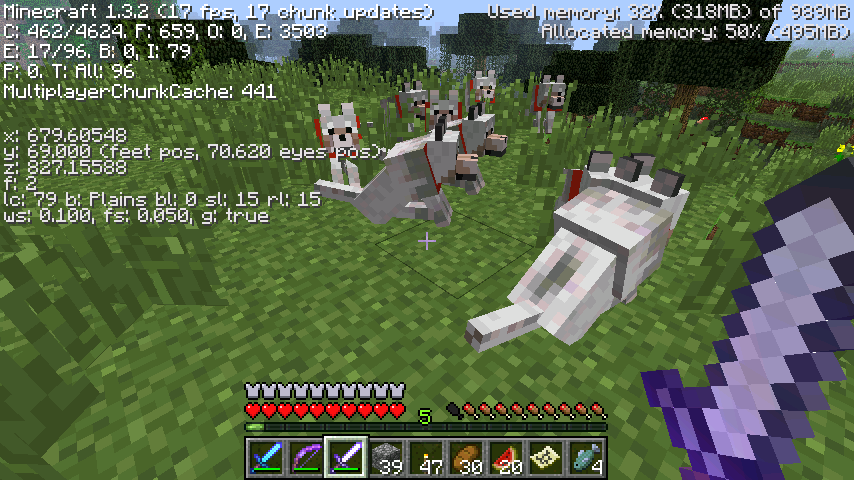 Minecraft 1.3.2 (17 fps, 17 chunk updates)
C: 462/4624, F: 659, O: 0, E: 3503
E: 17/96, B: 0, I: 79
P: 0, T: All: 96
MultiplayerChunkCache: 441
Used memory: 32% (318MB) of 989MB
Allocated memory: 50% (495MB)
x: 679.60548
y: 69.000 (feet pos, 70.620 eyes pos)
z: 827.15588
f: 2
lc: 79 b: Plains bl: 0 sl: 15 rl: 15
ws: 0.100, fs: 0.050, g: true
5
39 47 30 20 4